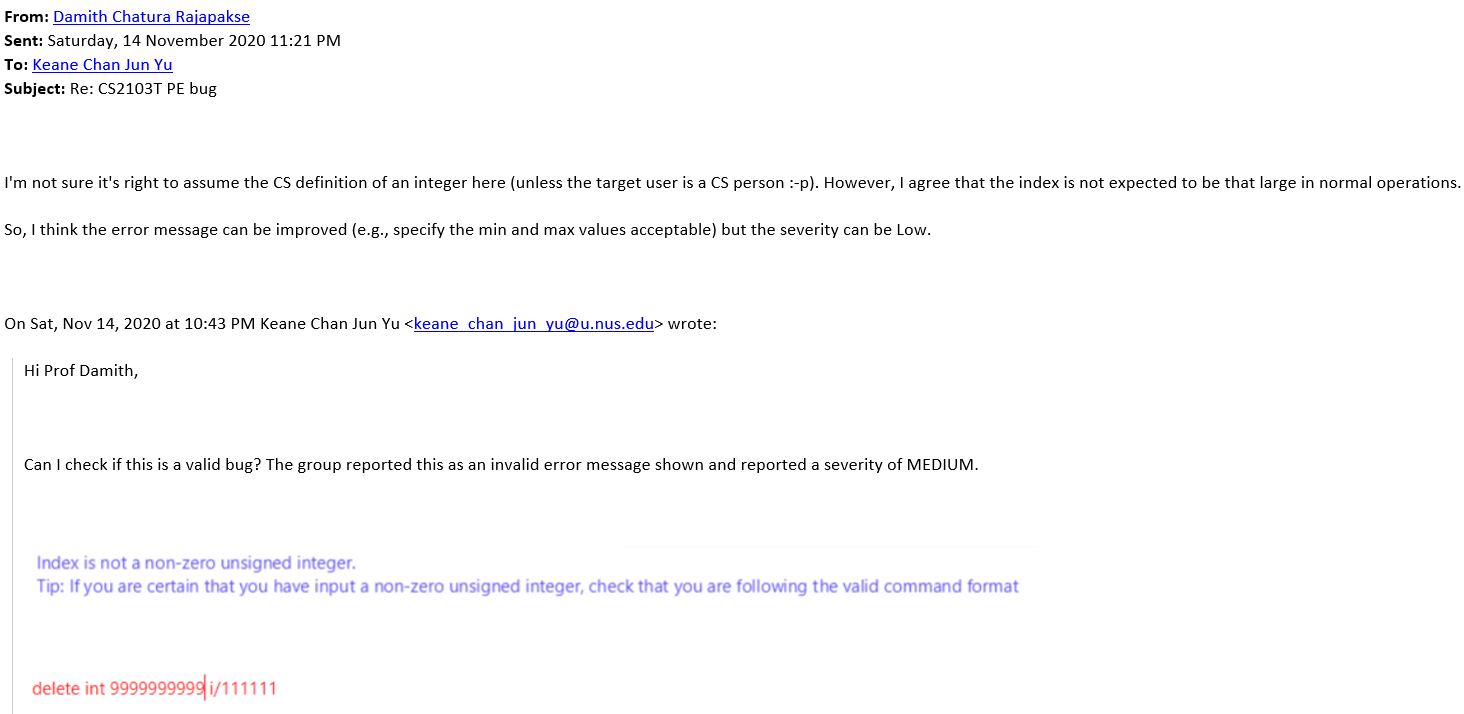 From: Damith Chatura Rajapakse
Sent: Saturday, 14 November 2020 11:21 PM
To: Keane Chan Jun Yu
Subject: Re: CS2103T PE bug
I'm not sure it's right to assume the CS definition of an integer here (unless the target user is a CS person :-p). However, I agree that the index is not expected to be that large in normal operations.
So, I think the error message can be improved (e.g., specify the min and max values acceptable) but the severity can be Low.
On Sat, Nov 14, 2020 at 10:43 PM Keane Chan Jun Yu <keane_chan_jun_yu@u.nus.edu> wrote:
Hi Prof Damith,
Can I check if this is a valid bug? The group reported this as an invalid error message shown and reported a severity of MEDIUM.
Index is not a non-zero unsigned integer.
Tip: If you are certain that you have input a non-zero unsigned integer, check that you are following the valid command format
delete int 9999999999 i/111111